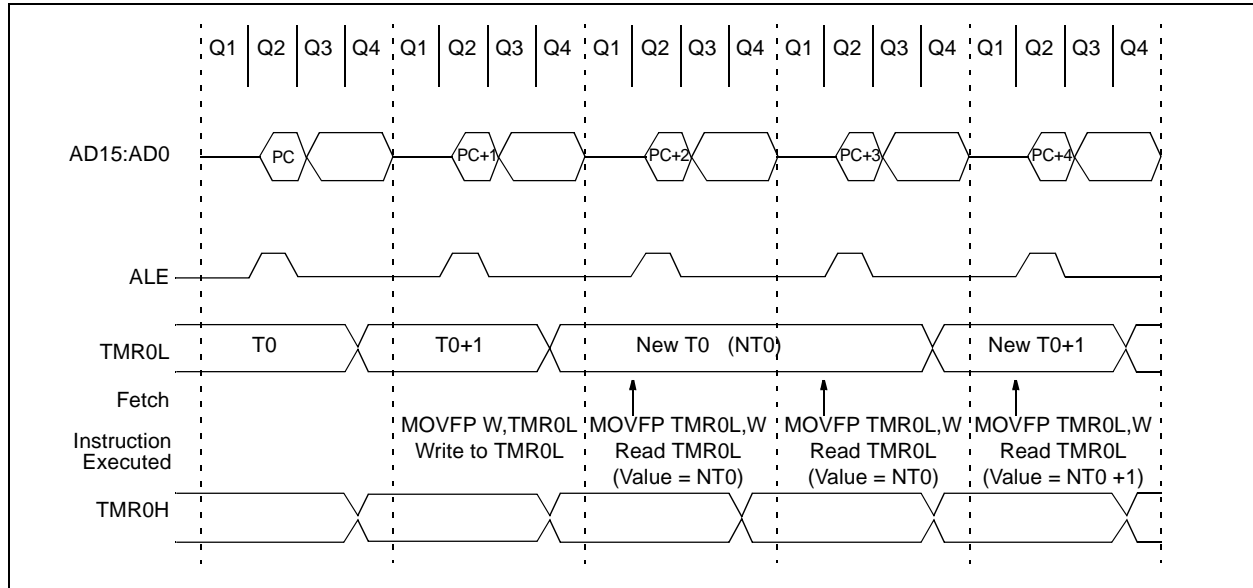 Q1 Q2 Q3 Q4 Q1 Q2 Q3 Q4 Q1 Q2 Q3 Q4 Q1 Q2 Q3 Q4 Q1 Q2 Q3 Q4
AD15:AD0 PC PC+1 PC+2 PC+3 PC+4
ALE
TMR0L T0 T0+1 New T0 (NT0) New T0+1
Fetch
MOVFP W,TMR0L MOVFP TMR0L,W MOVFP TMR0L,W MOVFP TMR0L,W
Instruction Write to TMR0L Read TMR0L Read TMR0L Read TMR0L
Executed (Value = NT0) (Value = NT0) (Value = NT0 +1)
TMR0H